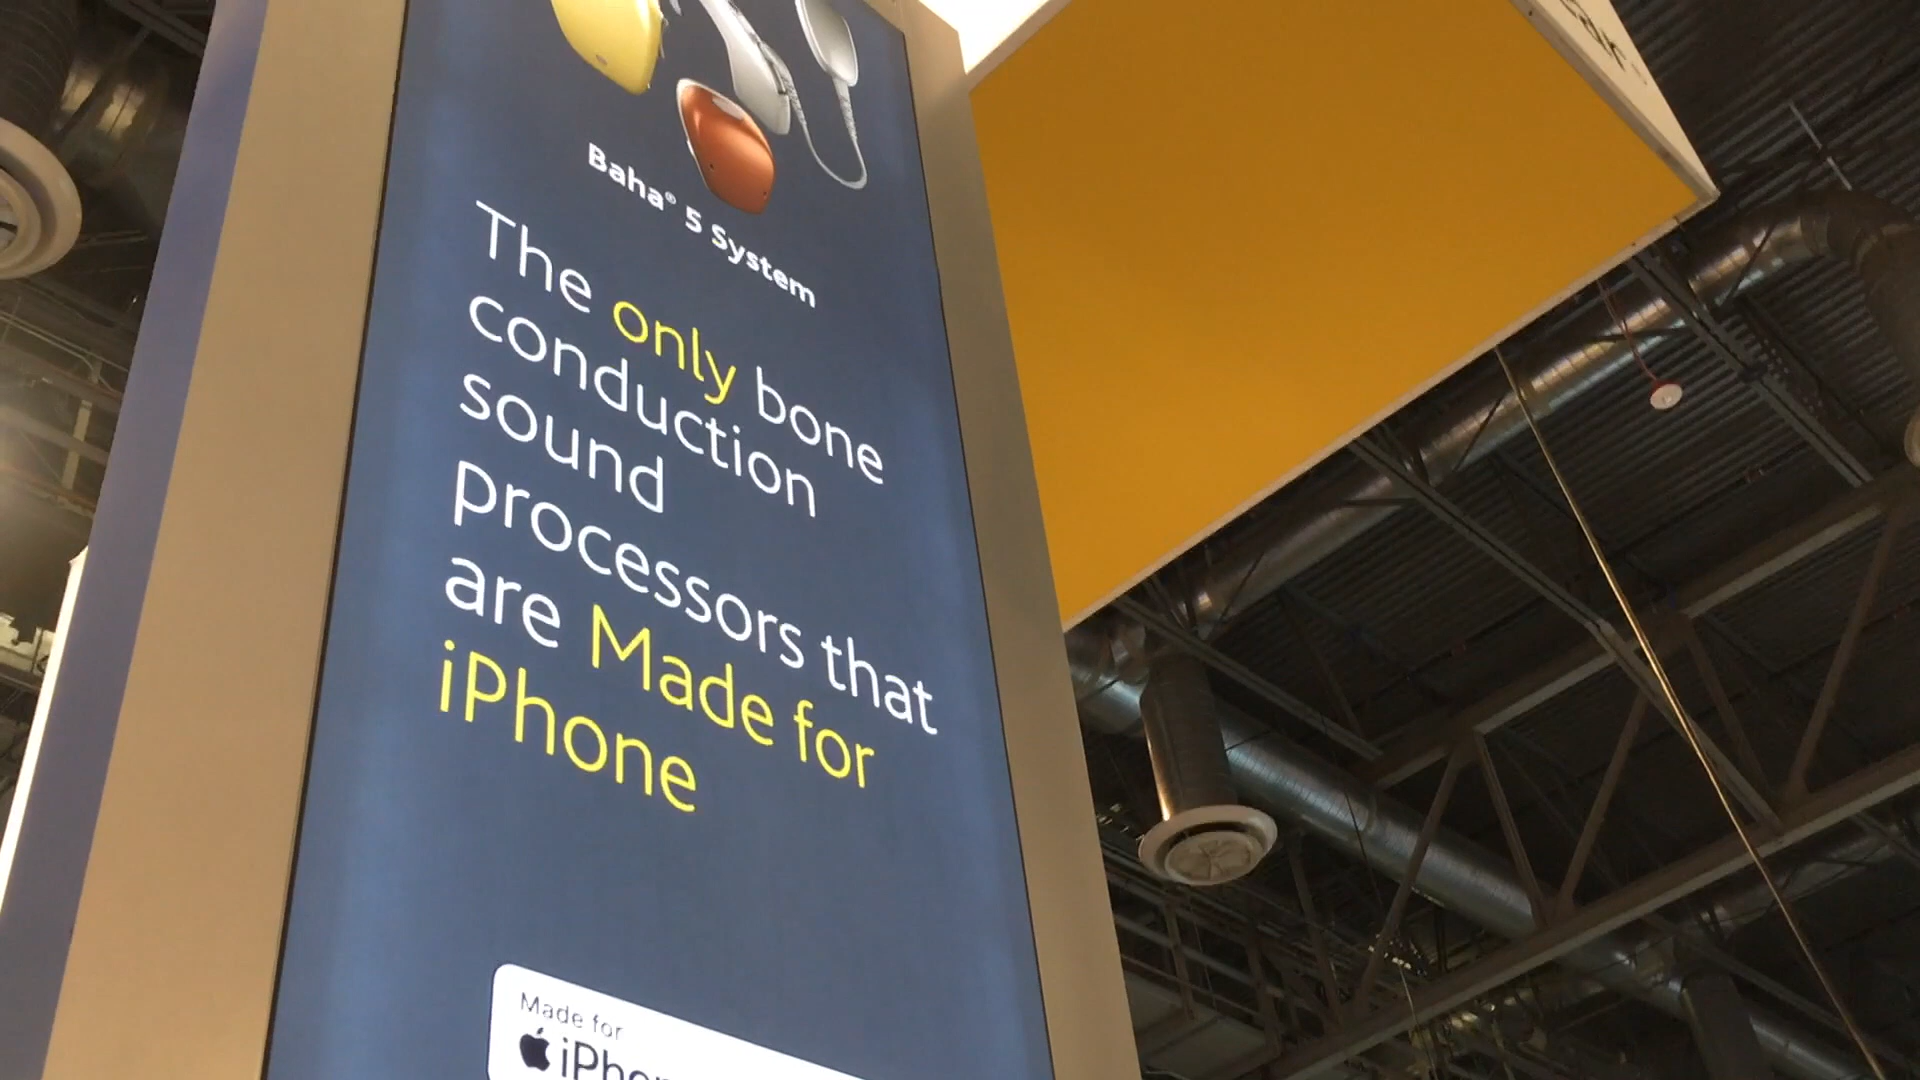 Baha® 5 System
The only bone
conduction
sound
processors that
are Made for
iPhone
Made for